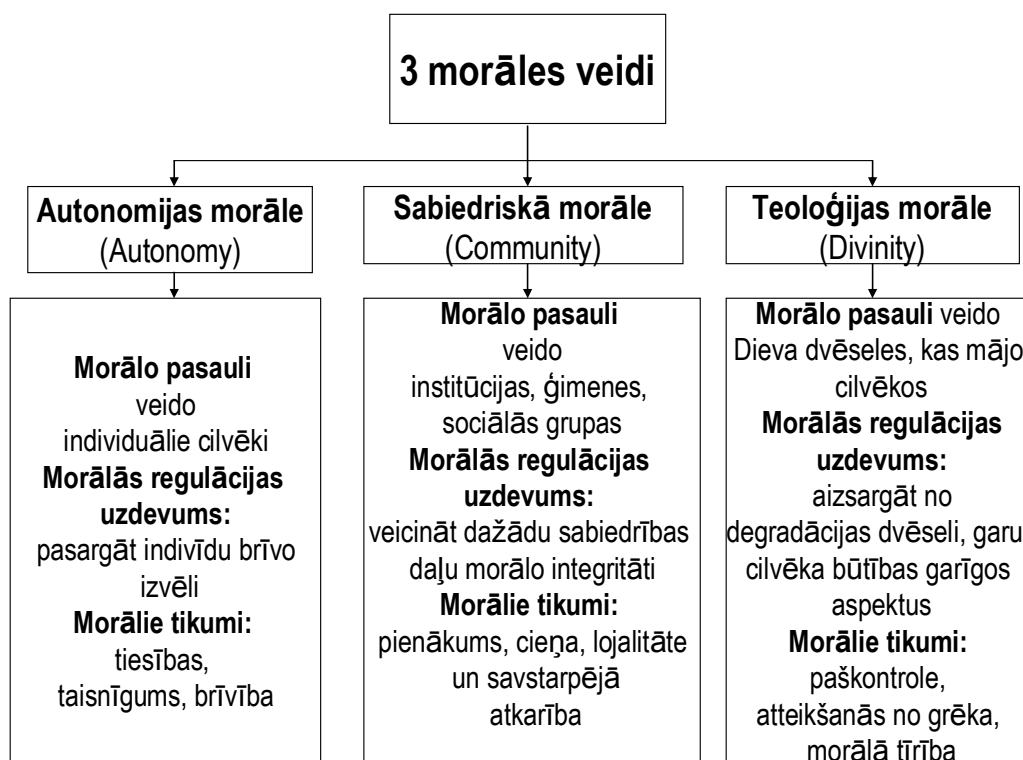 3 morāles veidi
Autonomijas morāle
(Autonomy)
Sabiedriskā morāle
(Community)
Teoloģijas morāle
(Divinity)
Morālo pasauli
veido
individuālie cilvēki
Morālās regulācijas
uzdevums:
pasargāt indivīdu brīvo
izvēli
Morālie tikumi:
tiesības,
taisnīgums, brīvība
Morālo pasauli
veido
institūcijas, ģimenes,
sociālās grupas
Morālās regulācijas
uzdevums:
veicināt dažādu sabiedrības
daļu morālo integritāti
Morālie tikumi:
pienākums, cieņa, lojalitāte
un savstarpējā
atkarība
Morālo pasauli veido
Dieva dvēseles, kas mājo
cilvēkos
Morālās regulācijas
uzdevums:
aizsargāt no
degradācijas dvēseli, garu
cilvēka būtības garīgos
aspektus
Morālie tikumi:
paškontrole,
atteikšanās no grēka,
morālā tīrība